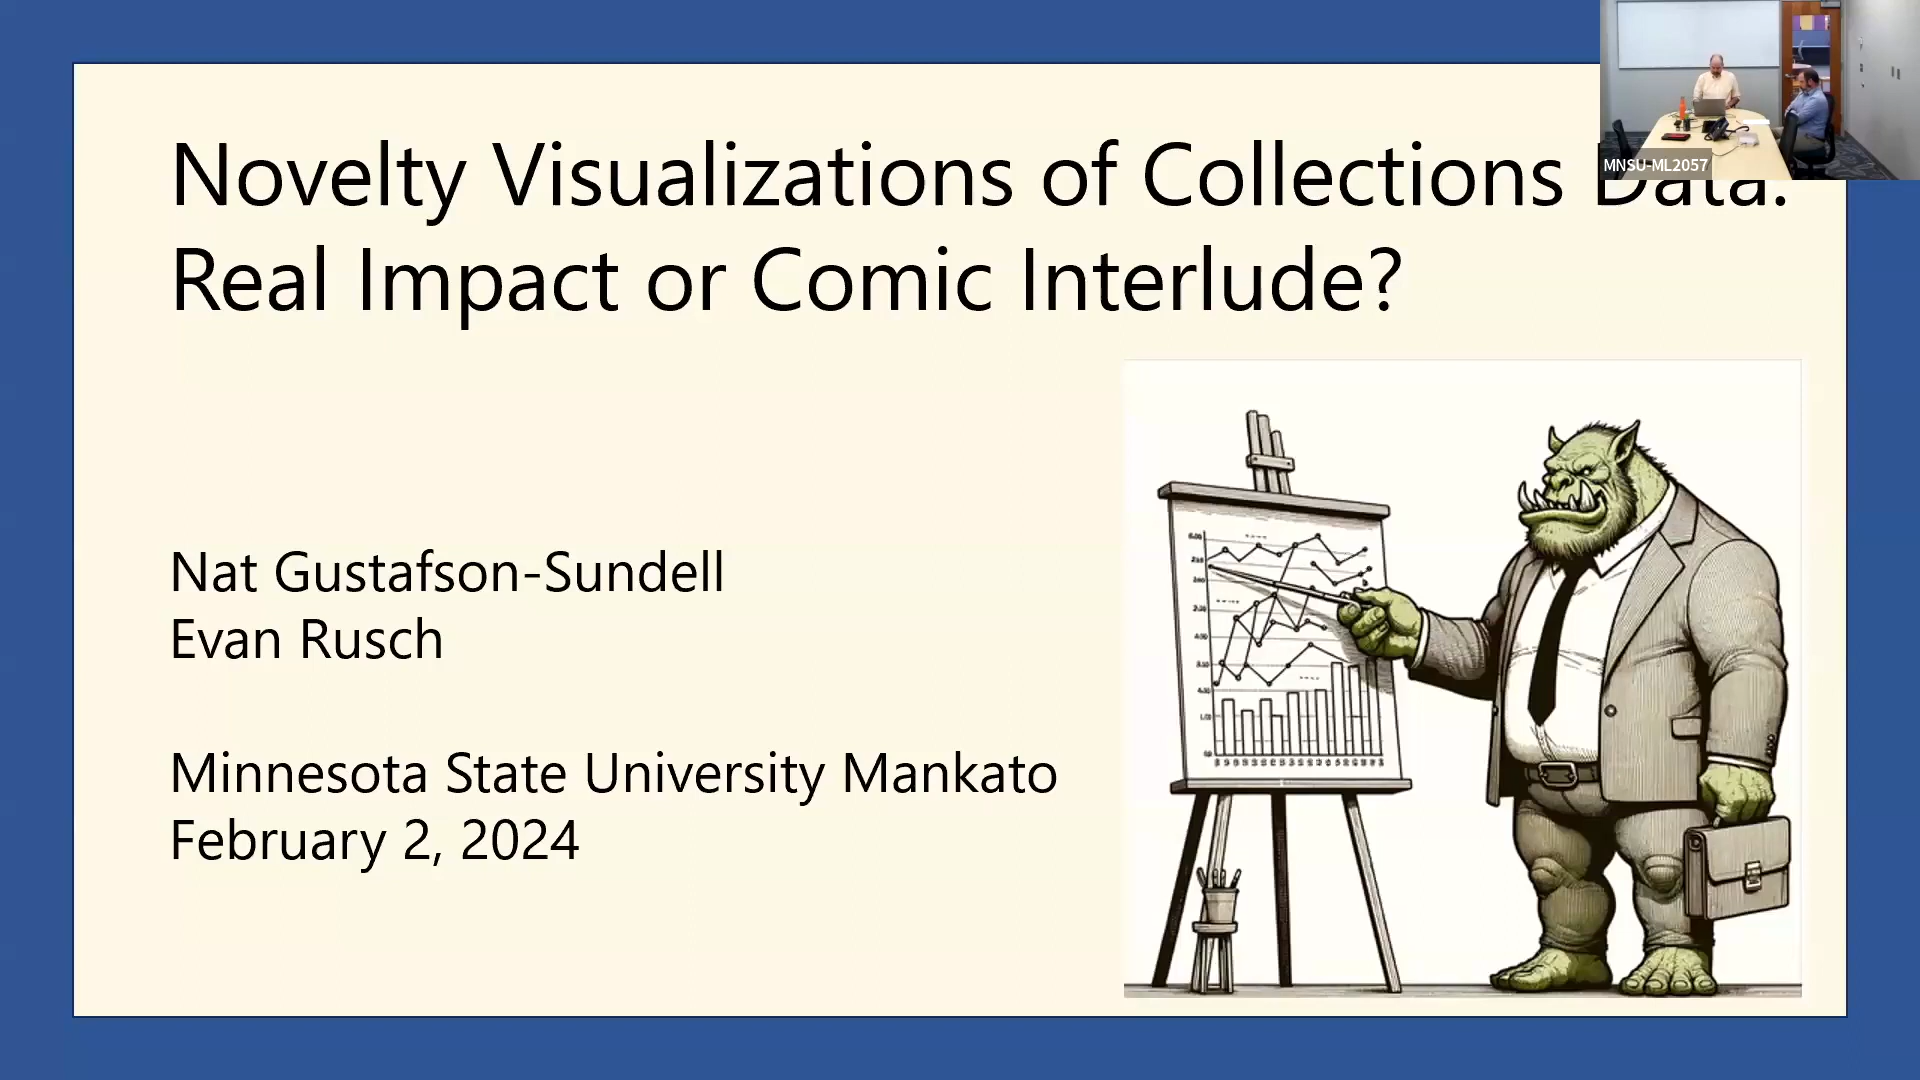 Novelty Visualizations of Collections Data:
Real Impact or Comic Interlude?
MNSU-ML2057
Nat Gustafson-Sundell
Evan Rusch
Minnesota State University Mankato
February 2, 2024